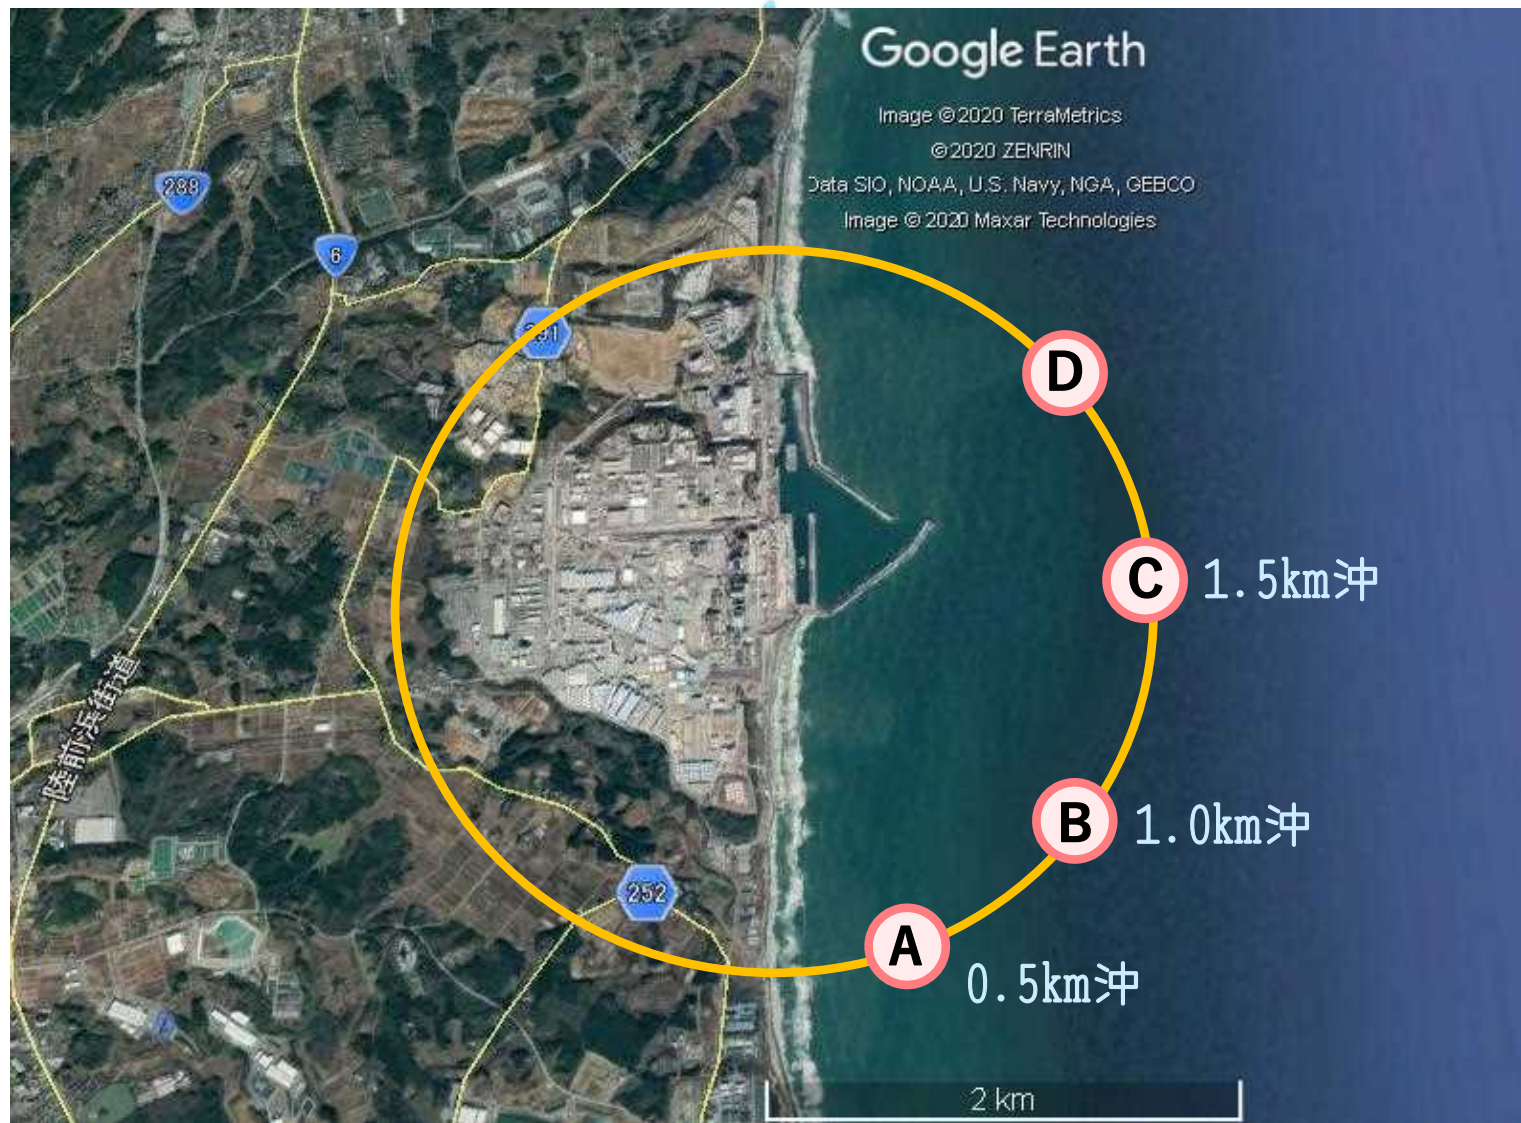 Google Earth
Image © 2020 TerraMetrics
© 2020 ZENRIN
Data SIO, NOAA, U.S. Navy, NGA, GEBCO
Image © 2020 Maxar Technologies
288
6
391
D
C
1.5km沖
陸前浜街道
B
1.0km沖
252
A
0.5km沖
2 km